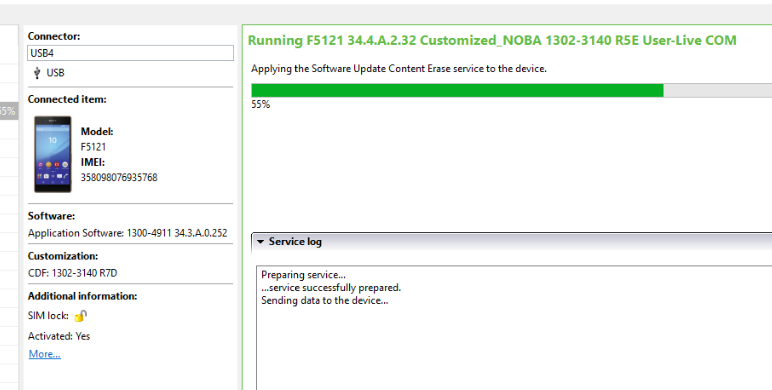 Connector:
USB4
USB
Connected item:
Model:
F5121
IMEI:
358098076935768
Software:
Application Software: 1300-4911 34.3.A.0.252
Customization:
CDF: 1302-3140 R7D
Additional information:
SIM lock:
Activated: Yes
More...
55%
Running F5121 34.4.A.2.32 Customized_NOBA 1302-3140 R5E User-Live COM
Applying the Software Update Content Erase service to the device.
55%
Service log
Preparing service...
...service successfully prepared.
Sending data to the device...